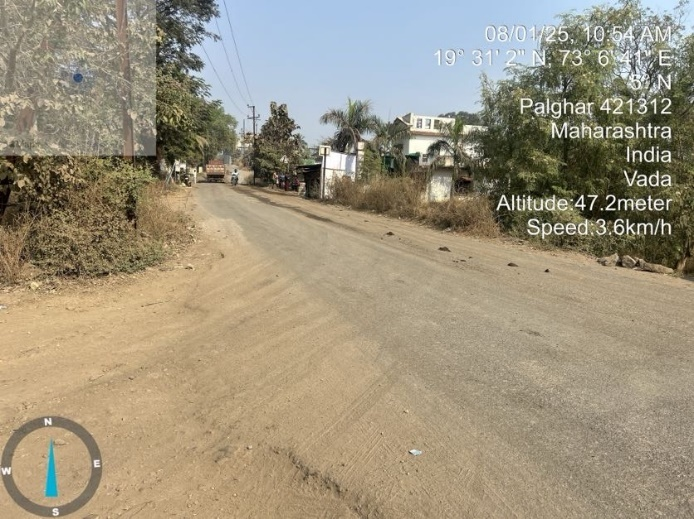 08/01/25, 10:54 AM
19° 31' 2" N, 73° 6' 41" E
3° N
Palghar 421312
Maharashtra
India
Vada
Altitude:47.2meter
Speed:3.6km/h
N
W E
S